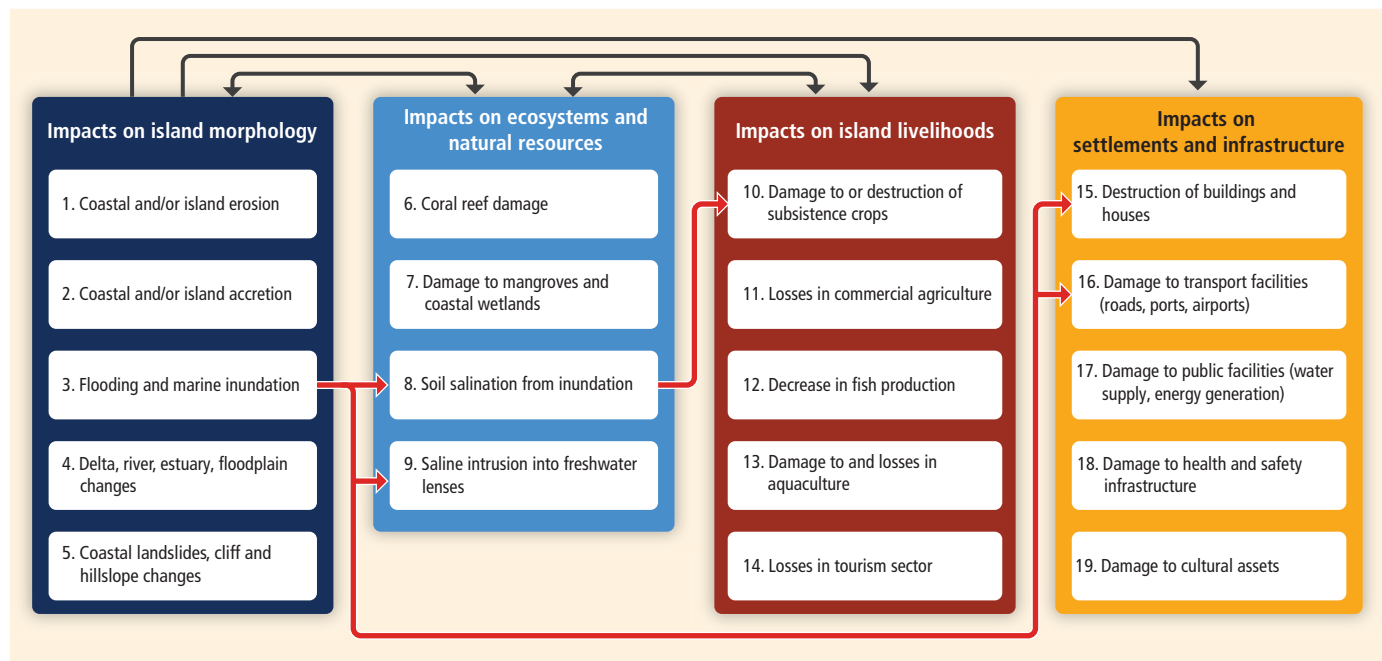 Impacts on island morphology
1. Coastal and/or island erosion
2. Coastal and/or island accretion
3. Flooding and marine inundation
4. Delta, river, estuary, floodplain
changes
5. Coastal landslides, cliff and
hillslope changes
Impacts on ecosystems and
natural resources
6. Coral reef damage
7. Damage to mangroves and
coastal wetlands
8. Soil salination from inundation
9. Saline intrusion into freshwater
lenses
Impacts on island livelihoods
10. Damage to or destruction of
subsistence crops
11. Losses in commercial agriculture
12. Decrease in fish production
13. Damage to and losses in
aquaculture
14. Losses in tourism sector
Impacts on
settlements and infrastructure
15. Destruction of buildings and
houses
16. Damage to transport facilities
(roads, ports, airports)
17. Damage to public facilities (water
supply, energy generation)
18. Damage to health and safety
infrastructure
19. Damage to cultural assets